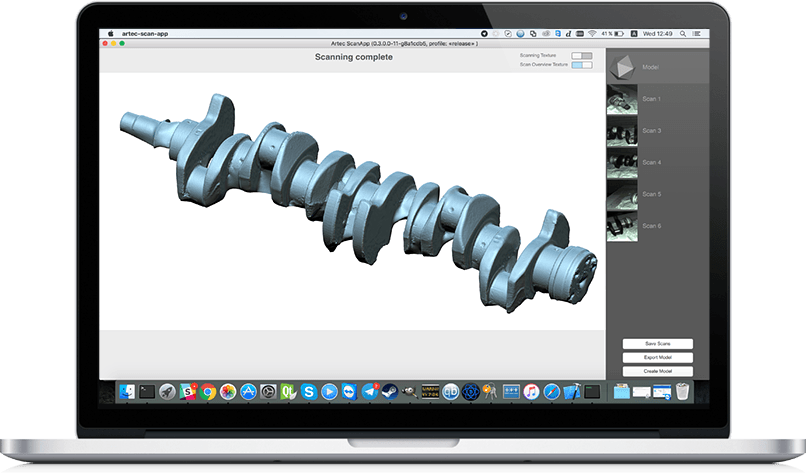 artec-scan-app
41 %
Wed 12:49
Artec ScanApp (0.3.0.0-11-g8a1cdb5, profile: «release» )
Scanning complete
Scanning Texture
Scan Overview Texture
Model
Scan 1
Scan 3
Scan 4
Scan 5
Scan 6
Save Scans
Export Model
Create Model